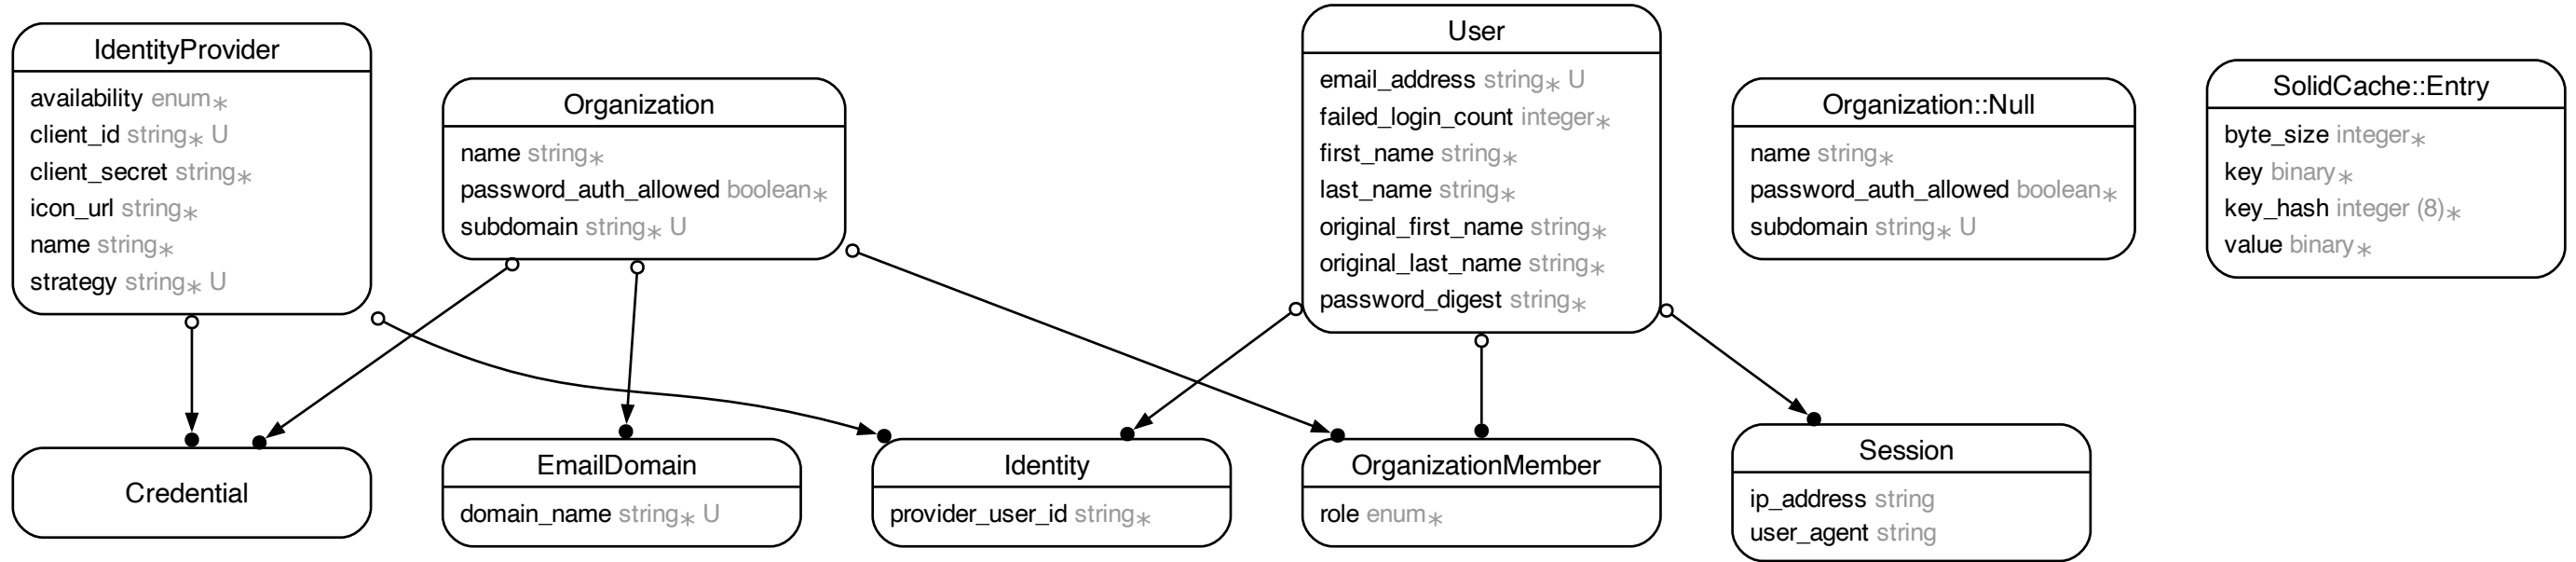 IdentityProvider
availability enum*
client_id string* U
client_secret string*
icon_url string*
name string*
strategy string* U
Organization
name string*
password_auth_allowed boolean*
subdomain string* U
User
email_address string* U
failed_login_count integer*
first_name string*
last_name string*
original_first_name string*
original_last_name string*
password_digest string*
Organization::Null
name string*
password_auth_allowed boolean*
subdomain string* U
SolidCache::Entry
byte_size integer*
key binary*
key_hash integer (8)*
value binary*
Credential
EmailDomain
domain_name string* U
Identity
provider_user_id string*
OrganizationMember
role enum*
Session
ip_address string
user_agent string